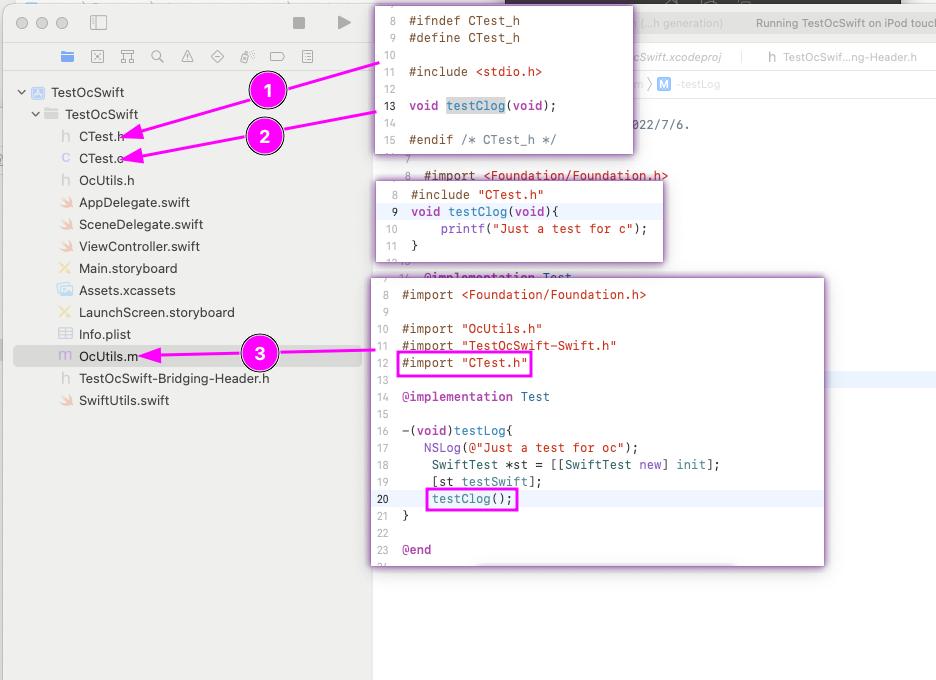 ...h generation)
Running TestOcSwift on iPod touc
cSwift.xcodeproj
h TestOcSwif...ng-Header.h
m
M
-testLog
TestOcSwift
TestOcSwift
h CTest.h
C CTest.c
h OcUtils.h
AppDelegate.swift
SceneDelegate.swift
ViewController.swift
Main.storyboard
Assets.xcassets
LaunchScreen.storyboard
Info.plist
m OcUtils.m
h TestOcSwift-Bridging-Header.h
SwiftUtils.swift
1
2
3
8 #ifndef CTest_h
9 #define CTest_h
10
11 #include <stdio.h>
12
13 void testClog(void);
14
15 #endif /* CTest_h */
022/7/6.
7
8 #import <Foundation/Foundation.h>
8 #include "CTest.h"
9 void testClog(void){
10 printf("Just a test for c");
11 }
14 @implementation Test
8 #import <Foundation/Foundation.h>
9
10 #import "OcUtils.h"
11 #import "TestOcSwift-Swift.h"
12 #import "CTest.h"
13
14 @implementation Test
15
16 -(void)testLog{
17 NSLog(@"Just a test for oc");
18 SwiftTest *st = [[SwiftTest new] init];
19 [st testSwift];
20 testClog();
21 }
22
23 @end